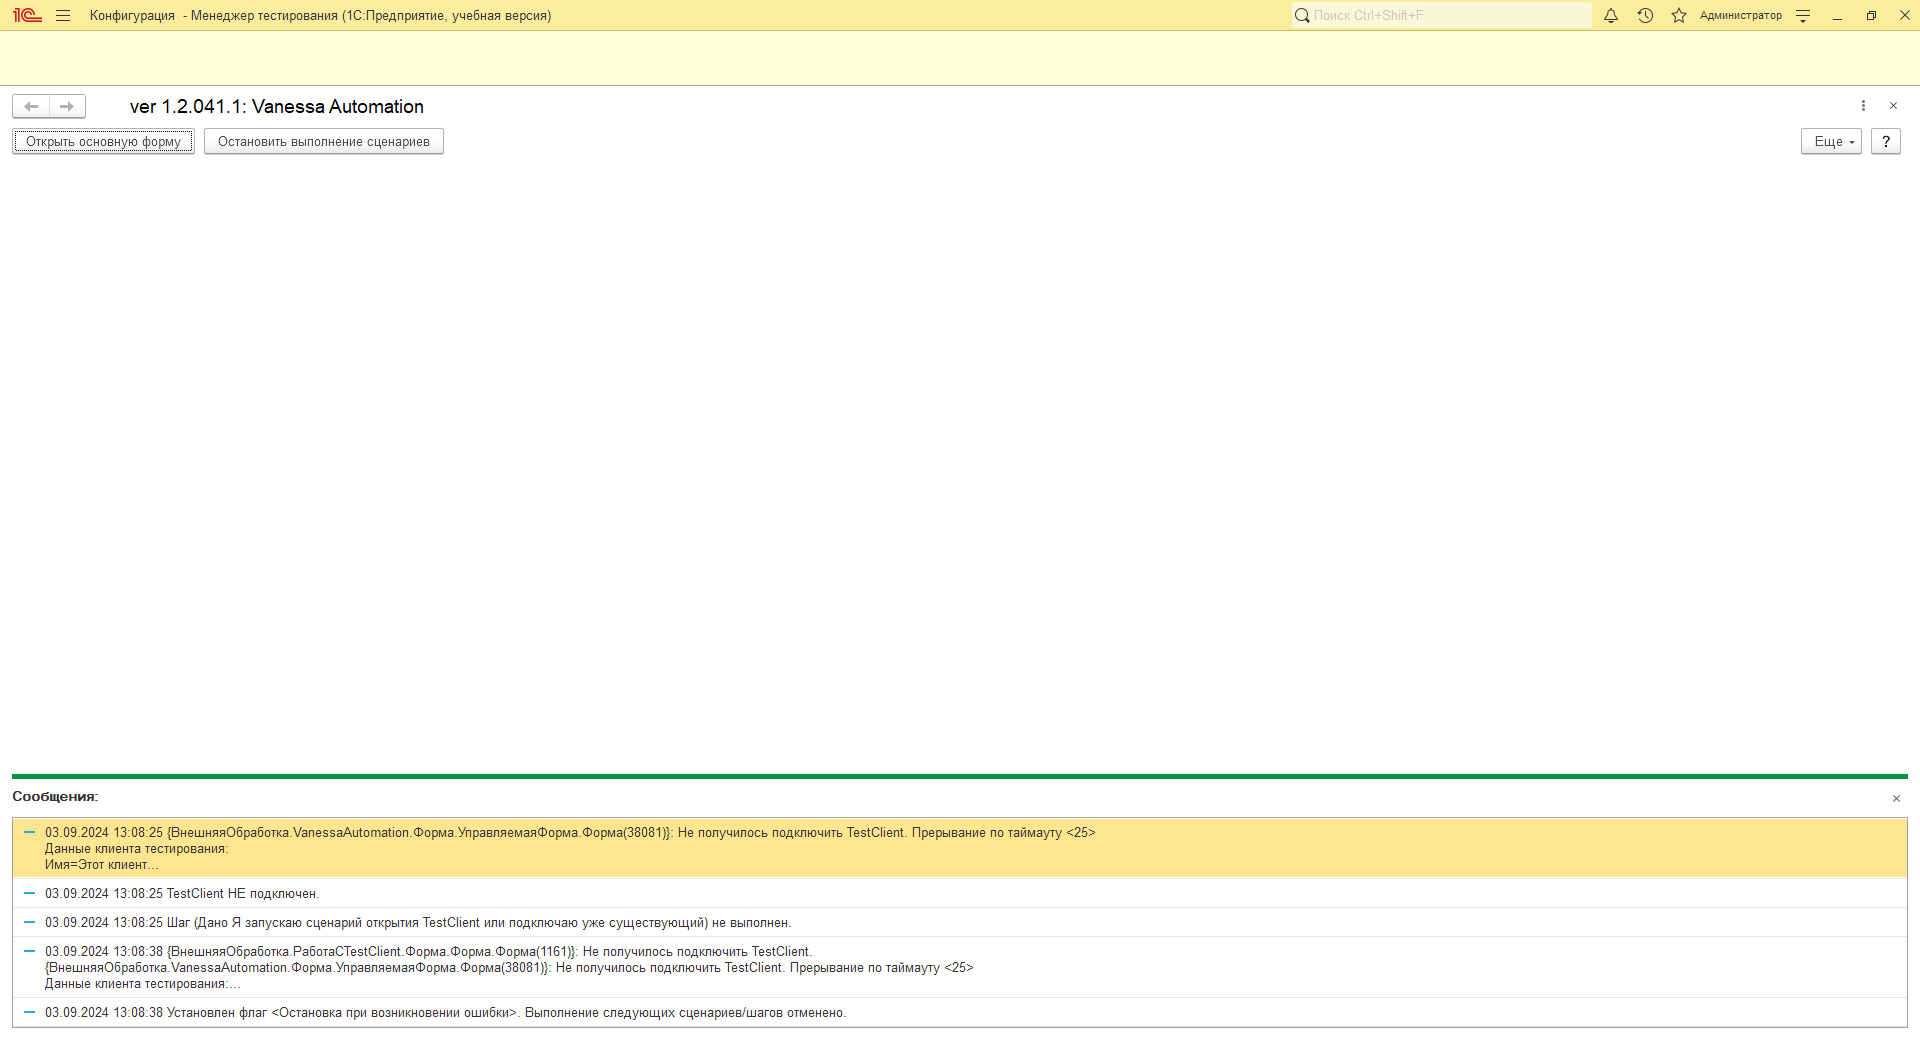 1С Конфигурация - Менеджер тестирования (1С:Предприятие, учебная версия) Поиск Ctrl+Shift+F Администратор
ver 1.2.041.1: Vanessa Automation
Открыть основную форму Остановить выполнение сценариев Еще ?
Сообщения:
03.09.2024 13:08:25 {ВнешняяОбработка.VanessaAutomation.Форма.УправляемаяФорма.Форма(38081)}: Не получилось подключить TestClient. Прерывание по таймауту <25>
Данные клиента тестирования:
Имя=Этот клиент...
03.09.2024 13:08:25 TestClient НЕ подключен.
03.09.2024 13:08:25 Шаг (Дано Я запускаю сценарий открытия TestClient или подключаю уже существующий) не выполнен.
03.09.2024 13:08:38 {ВнешняяОбработка.РаботаСTestClient.Форма.Форма.Форма(1161)}: Не получилось подключить TestClient.
{ВнешняяОбработка.VanessaAutomation.Форма.УправляемаяФорма.Форма(38081)}: Не получилось подключить TestClient. Прерывание по таймауту <25>
Данные клиента тестирования:...
03.09.2024 13:08:38 Установлен флаг <Остановка при возникновении ошибки>. Выполнение следующих сценариев/шагов отменено.